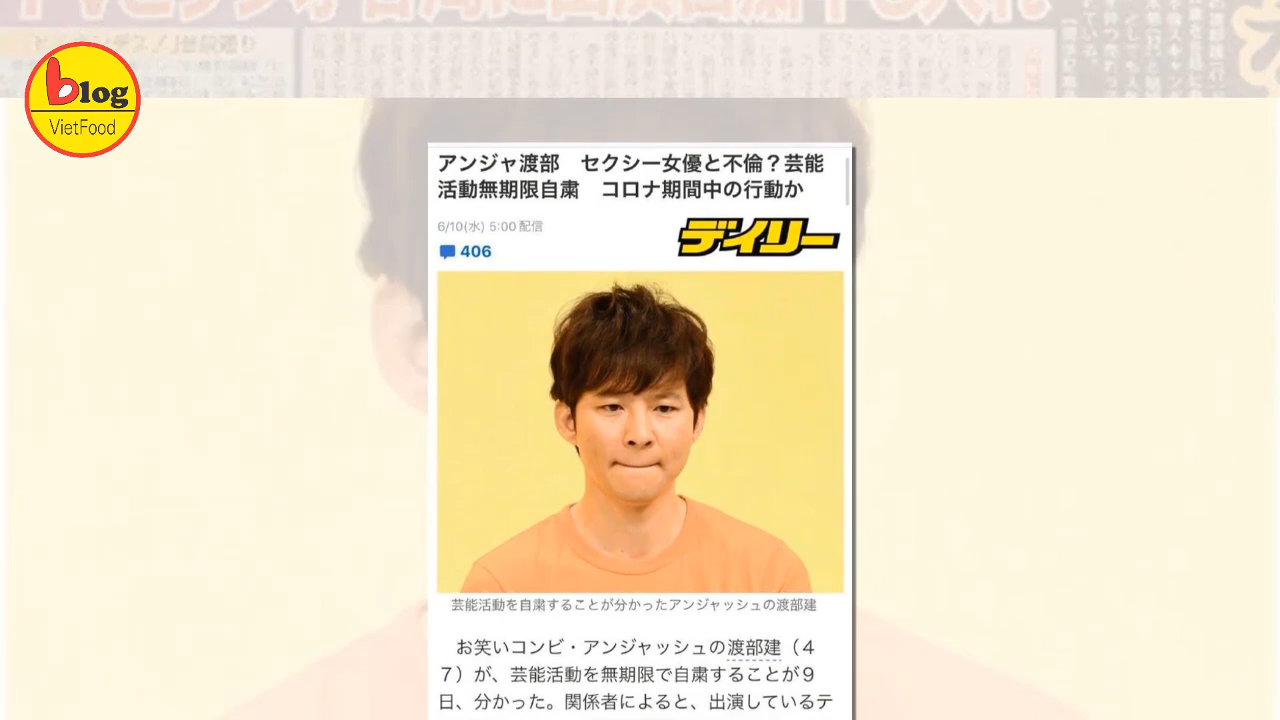 blog
VietFood
アンジャ渡部　セクシー女優と不倫？芸能
活動無期限自粛　コロナ期間中の行動か
6/10(水) 5:00配信
デイリー
406
芸能活動を自粛することが分かったアンジャッシュの渡部建
　お笑いコンビ・アンジャッシュの渡部建（４
７）が、芸能活動を無期限で自粛することが９
日、分かった。関係者によると、出演しているテ